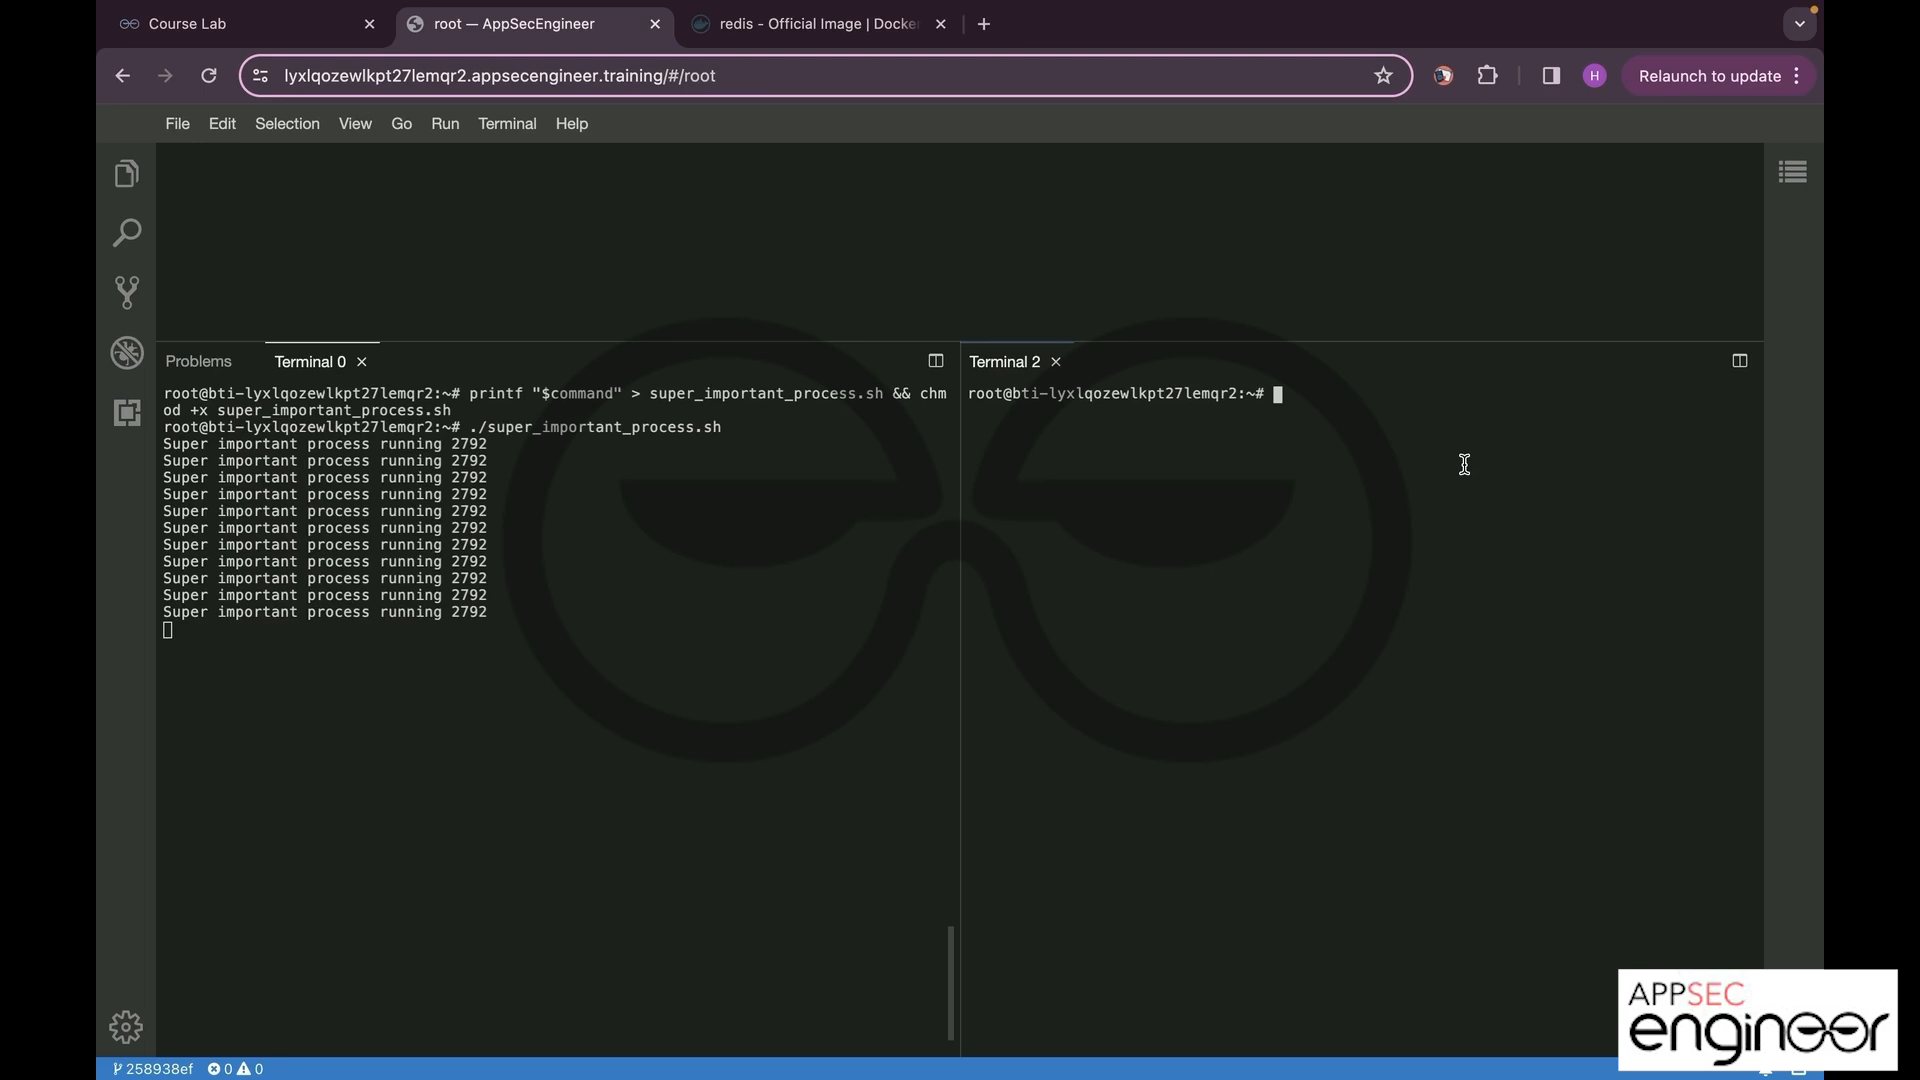 Course Lab
root — AppSecEngineer
redis - Official Image | Docke
lyxlqozewlkpt27lemqr2.appsecengineer.training/#/root
H
Relaunch to update
File Edit Selection View Go Run Terminal Help
Problems
Terminal 0
Terminal 2
root@bti-lyxlqozewlkpt27lemqr2:~# printf "$command" > super_important_process.sh && chm
od +x super_important_process.sh
root@bti-lyxlqozewlkpt27lemqr2:~# ./super_important_process.sh
Super important process running 2792
Super important process running 2792
Super important process running 2792
Super important process running 2792
Super important process running 2792
Super important process running 2792
Super important process running 2792
Super important process running 2792
Super important process running 2792
Super important process running 2792
Super important process running 2792
root@bti-lyxlqozewlkpt27lemqr2:~#
258938ef 0 0
APPSEC
engineer